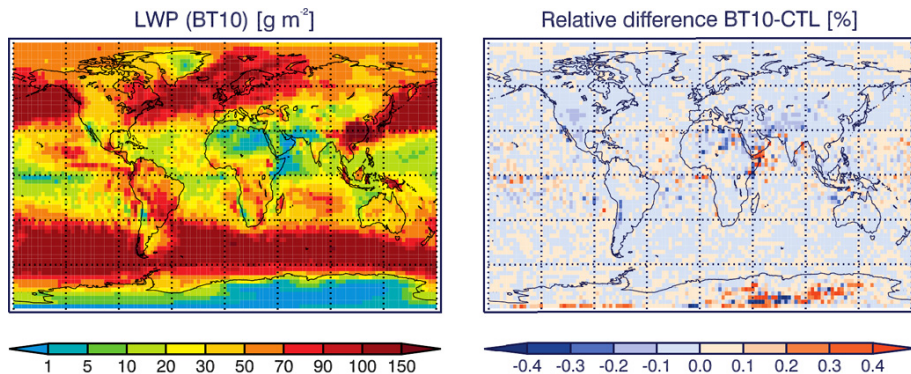 LWP (BT10) [g m⁻²]
Relative difference BT10-CTL [%]
1 5 10 20 30 50 70 90 100 150
-0.4 -0.3 -0.2 -0.1 0.0 0.1 0.2 0.3 0.4